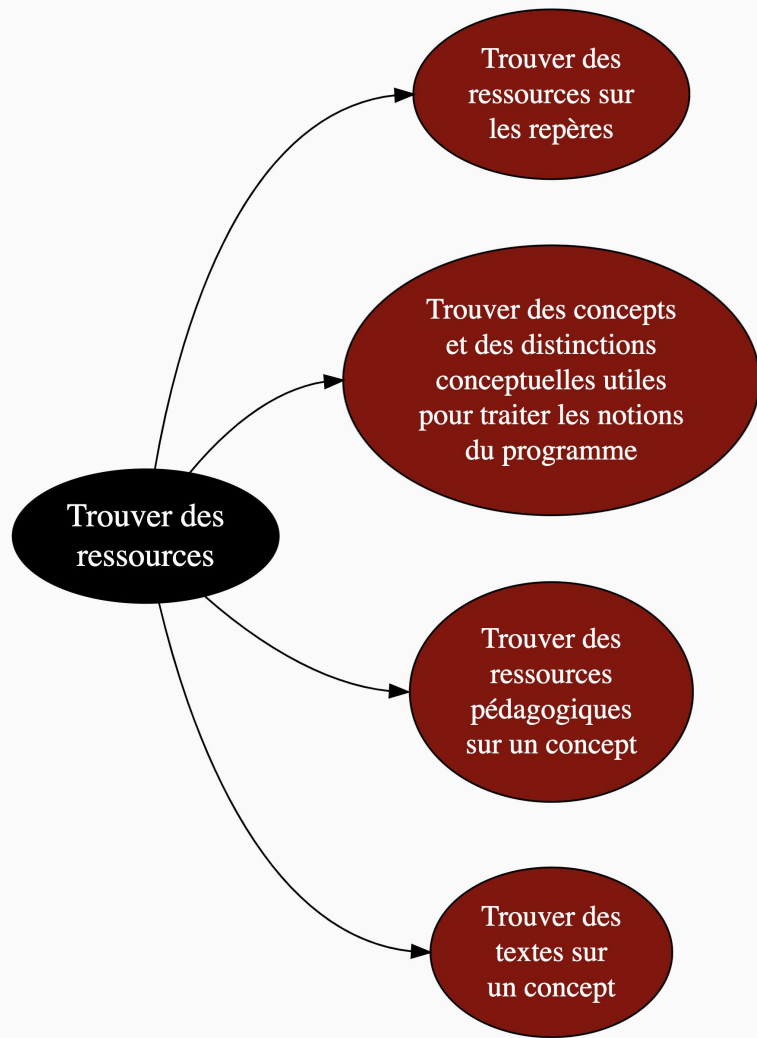 Trouver des
ressources sur
les repères
Trouver des concepts
et des distinctions
conceptuelles utiles
pour traiter les notions
du programme
Trouver des
ressources
Trouver des
ressources
pédagogiques
sur un concept
Trouver des
textes sur
un concept